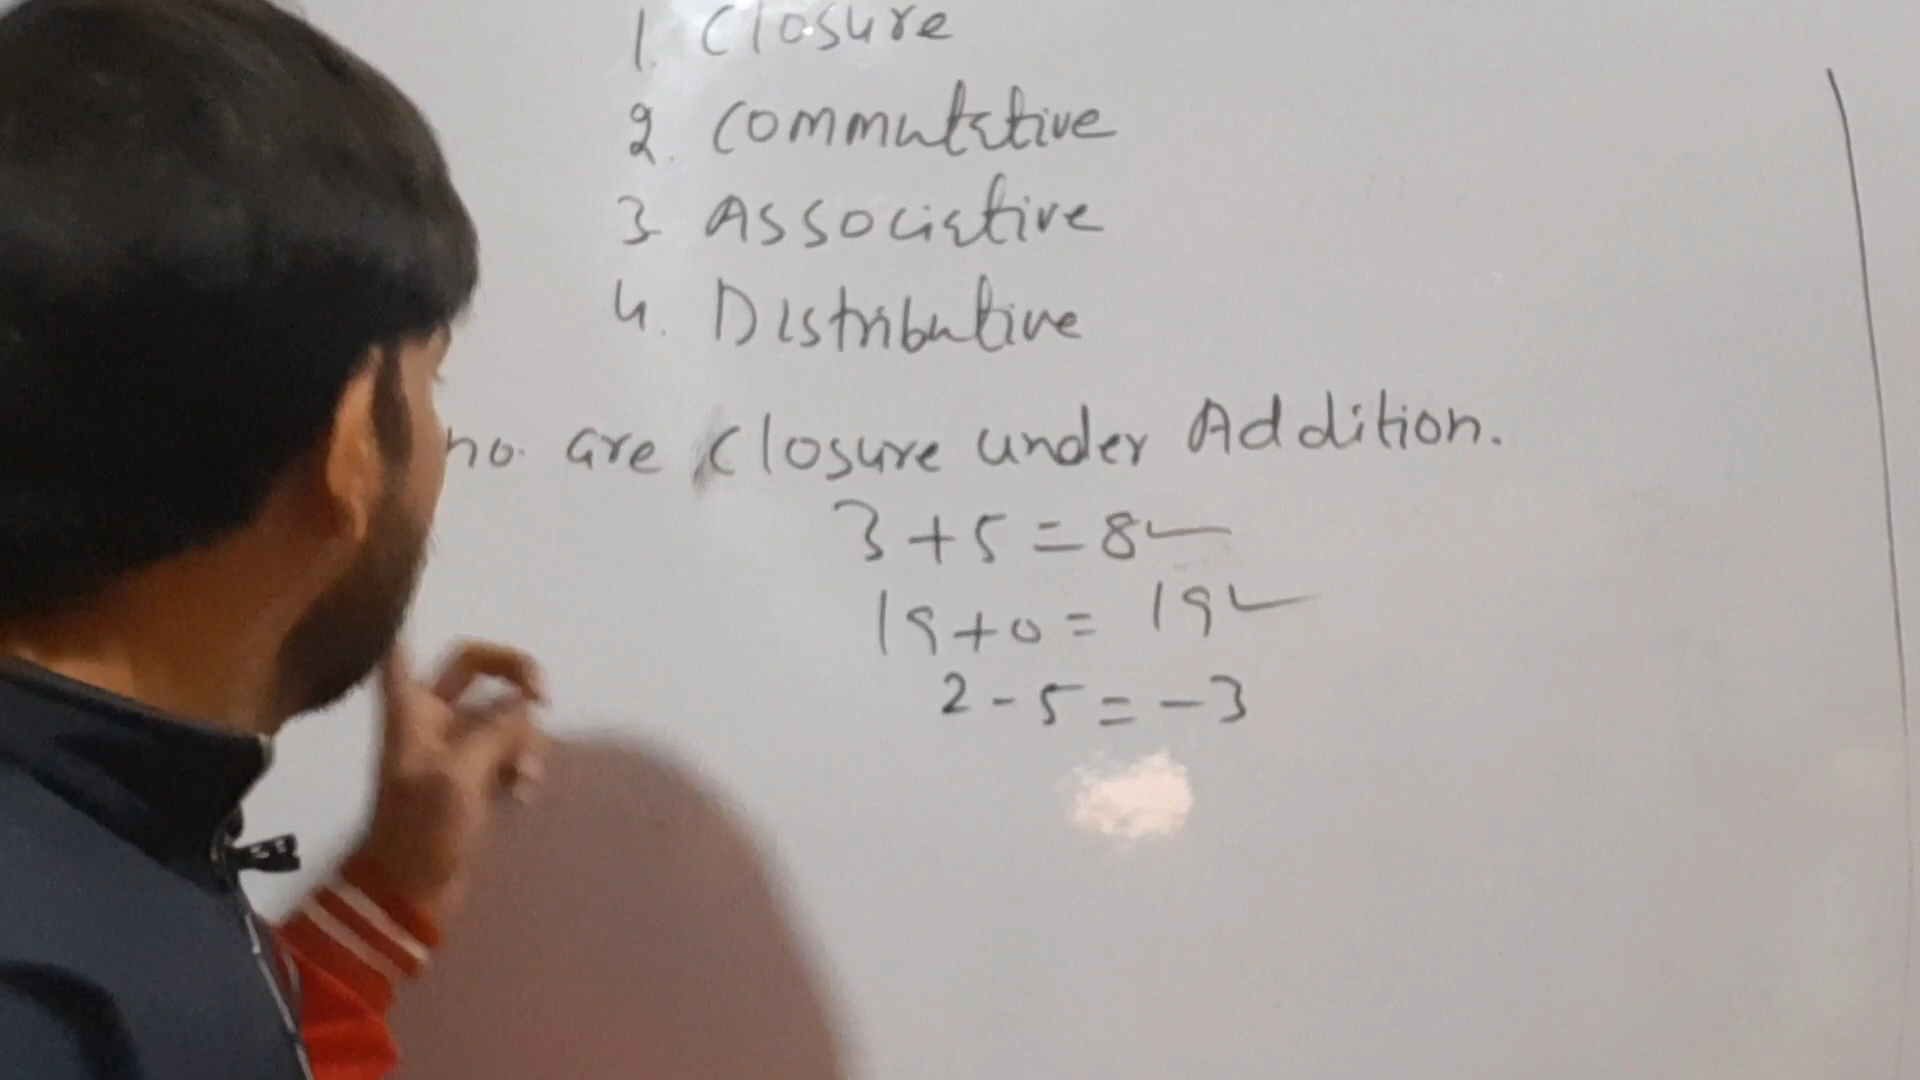 1. Closure
2. Commutative
3. Associative
4. Distributive
no. are Closure under Addition.
3+5=8
19+0= 19
2-5=-3